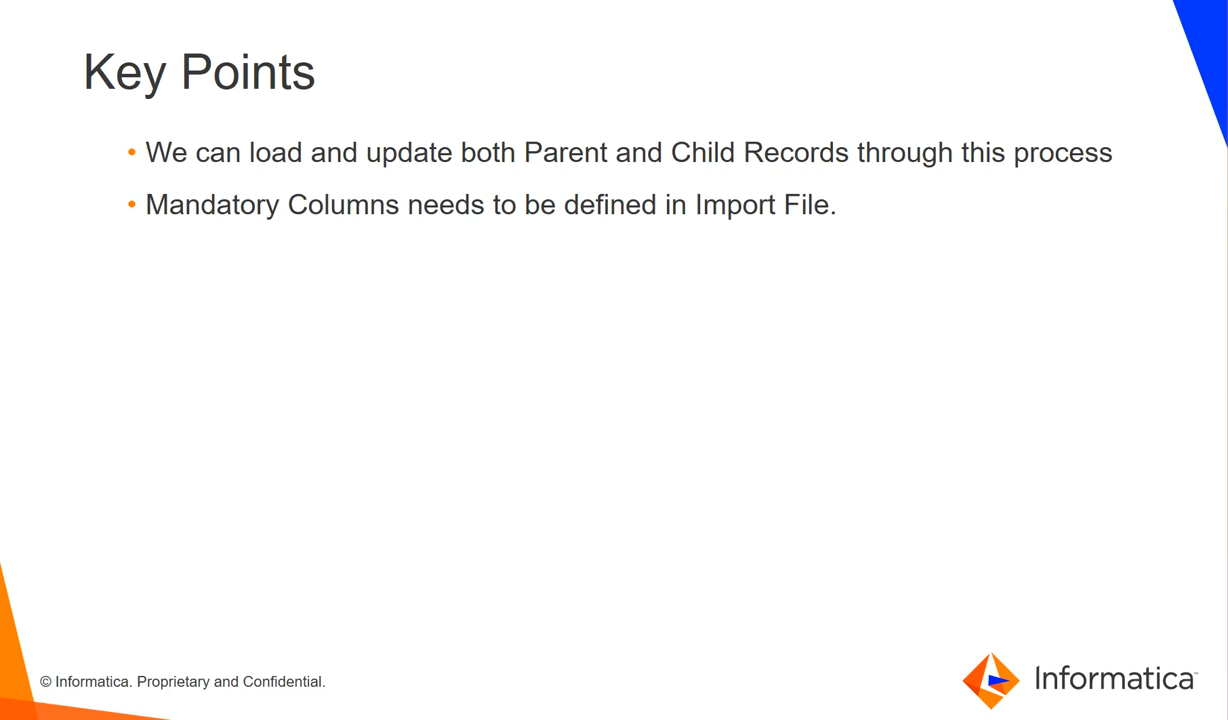 Key Points
• We can load and update both Parent and Child Records through this process
• Mandatory Columns needs to be defined in Import File.
© Informatica. Proprietary and Confidential.
Informatica™